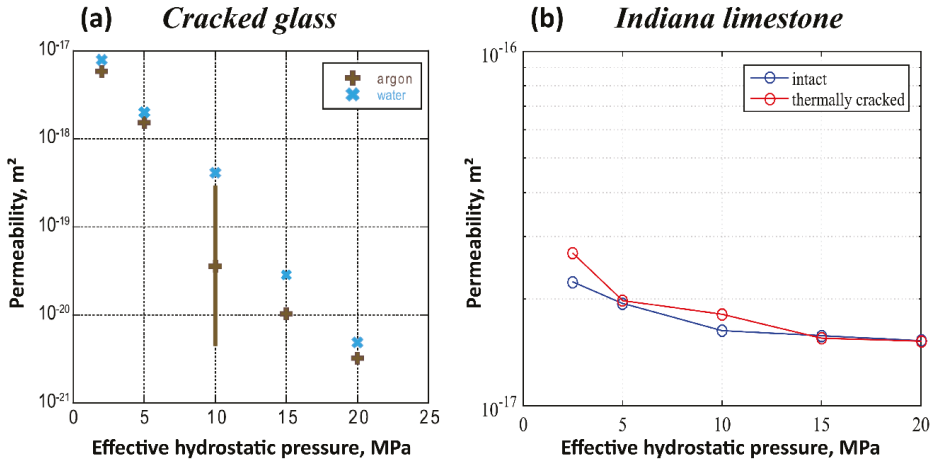 (a) Cracked glass
10⁻¹⁷
10⁻¹⁸
10⁻¹⁹
10⁻²⁰
10⁻²¹
Permeability, m²
argon
water
0 5 10 15 20 25
Effective hydrostatic pressure, MPa
(b) Indiana limestone
10⁻¹⁶
10⁻¹⁷
Permeability, m²
intact
thermally cracked
0 5 10 15 20
Effective hydrostatic pressure, MPa